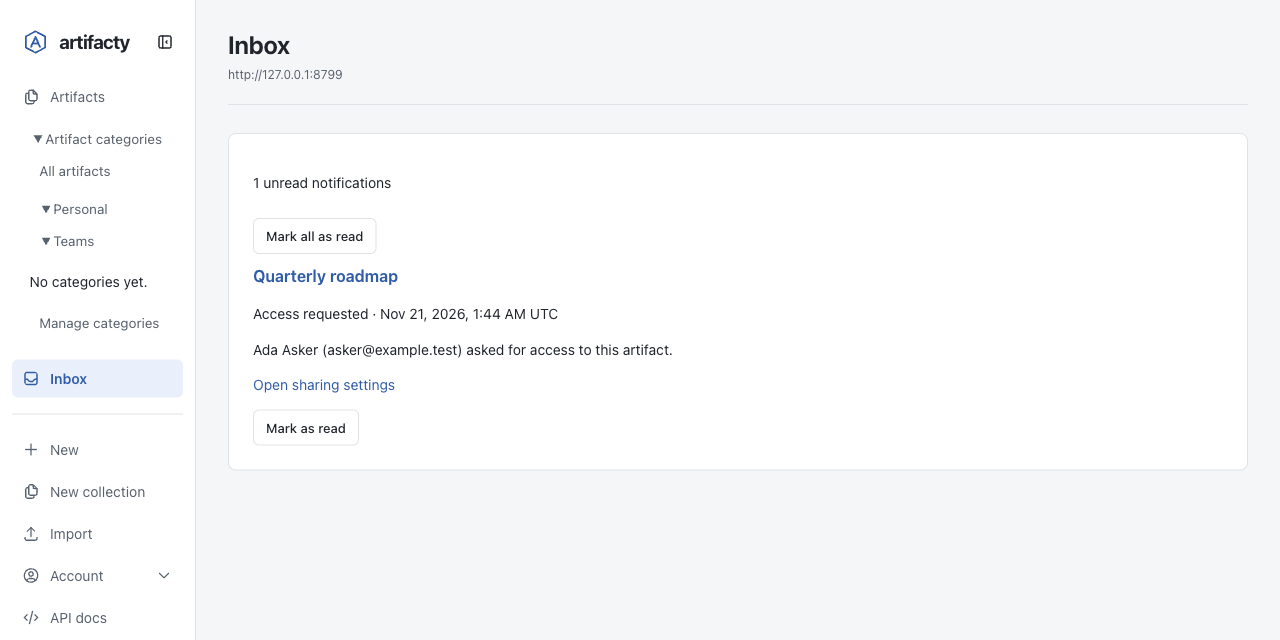 artifacty
Artifacts
▼ Artifact categories
All artifacts
▼ Personal
▼ Teams
No categories yet.
Manage categories
Inbox
New
New collection
Import
Account
API docs
Inbox
http://127.0.0.1:8799
1 unread notifications
Mark all as read
Quarterly roadmap
Access requested · Nov 21, 2026, 1:44 AM UTC
Ada Asker (asker@example.test) asked for access to this artifact.
Open sharing settings
Mark as read